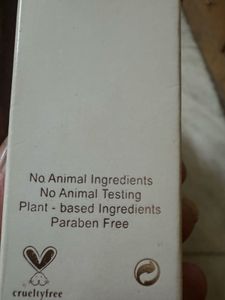 No Animal Ingredients
No Animal Testing
Plant - based Ingredients
Paraben Free
crueltyfree